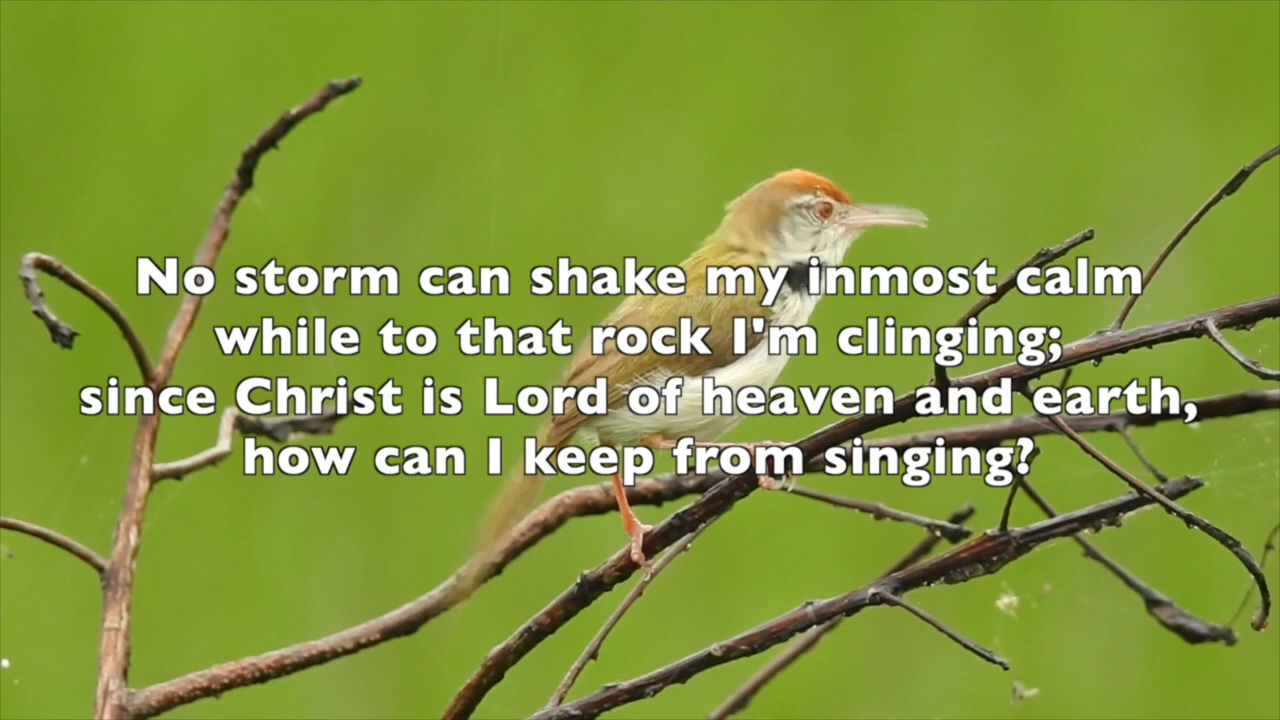 No storm can shake my inmost calm
while to that rock I'm clinging;
since Christ is Lord of heaven and earth,
how can I keep from singing?